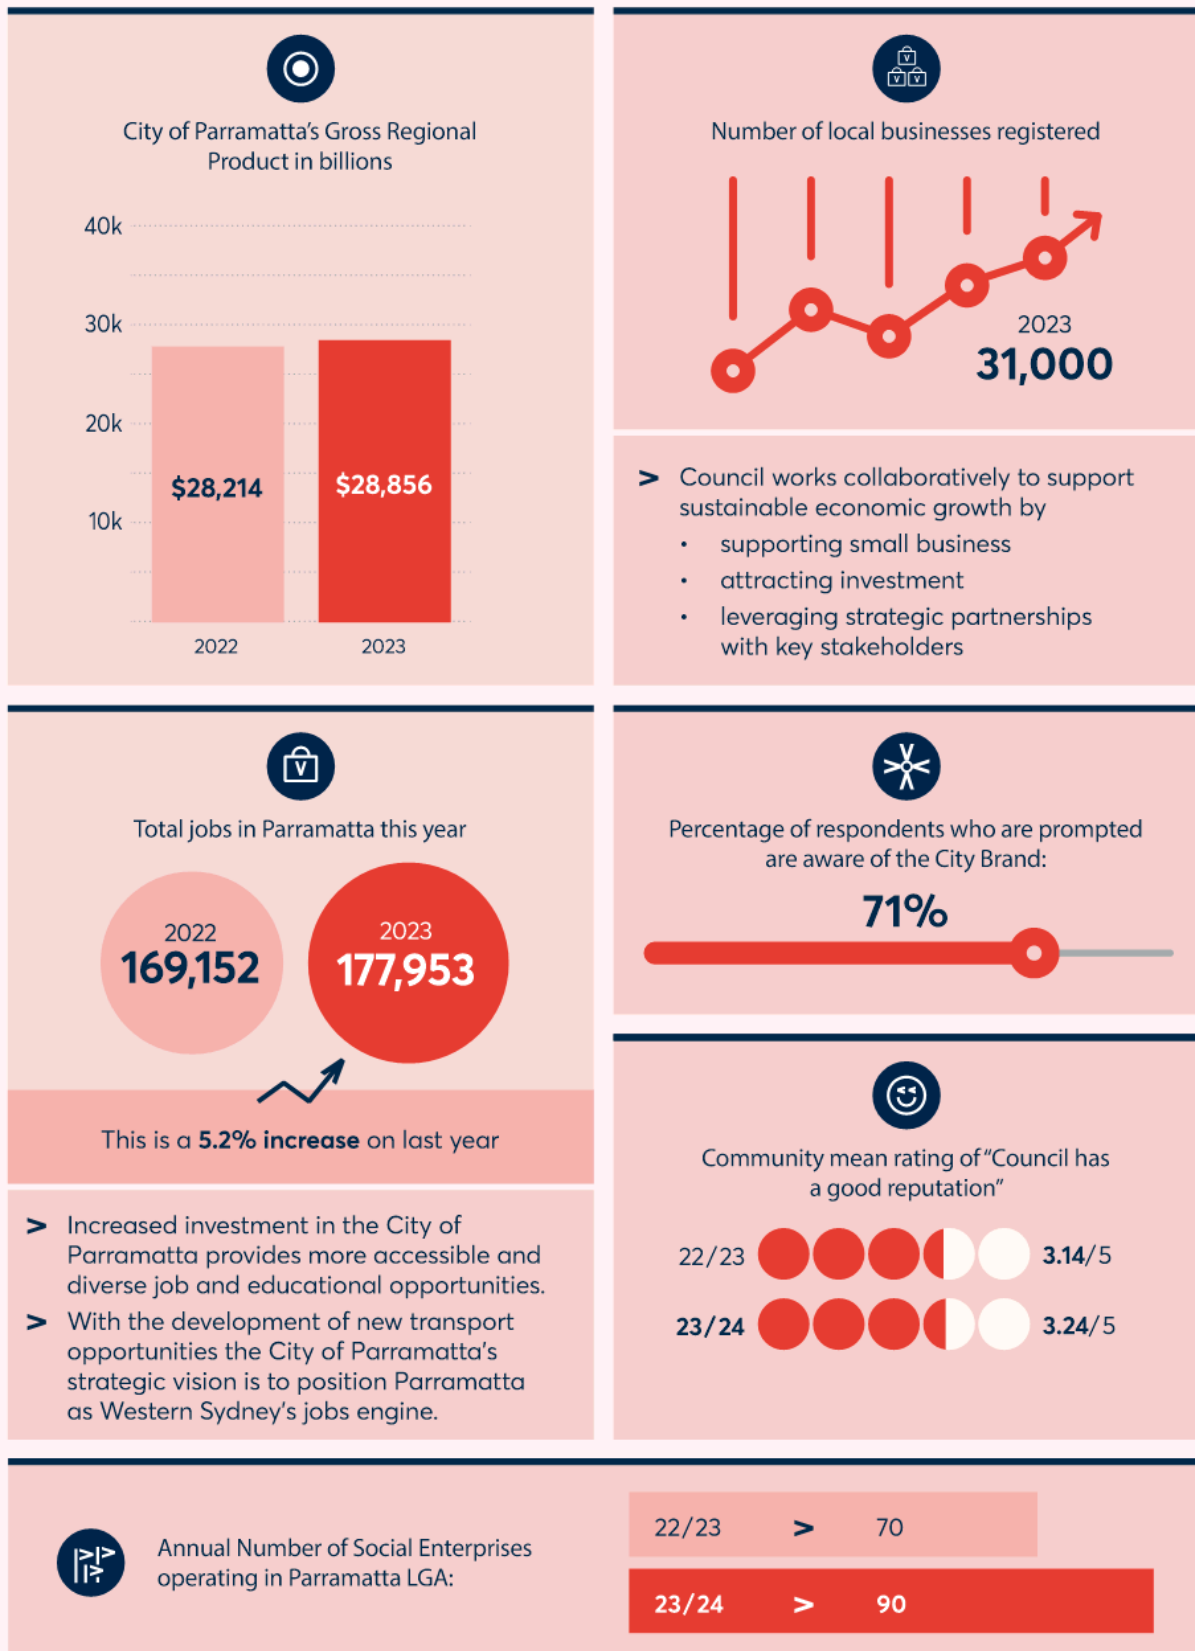 City of Parramatta's Gross Regional
Product in billions
40k
30k
20k
10k
$28,214
$28,856
2022
2023
Number of local businesses registered
2023
31,000
> Council works collaboratively to support
sustainable economic growth by
• supporting small business
• attracting investment
• leveraging strategic partnerships
with key stakeholders
Total jobs in Parramatta this year
2022
169,152
2023
177,953
This is a 5.2% increase on last year
> Increased investment in the City of
Parramatta provides more accessible and
diverse job and educational opportunities.
> With the development of new transport
opportunities the City of Parramatta's
strategic vision is to position Parramatta
as Western Sydney's jobs engine.
Percentage of respondents who are prompted
are aware of the City Brand:
71%
Community mean rating of "Council has
a good reputation"
22/23 3.14/5
23/24 3.24/5
Annual Number of Social Enterprises
operating in Parramatta LGA:
22/23 > 70
23/24 > 90